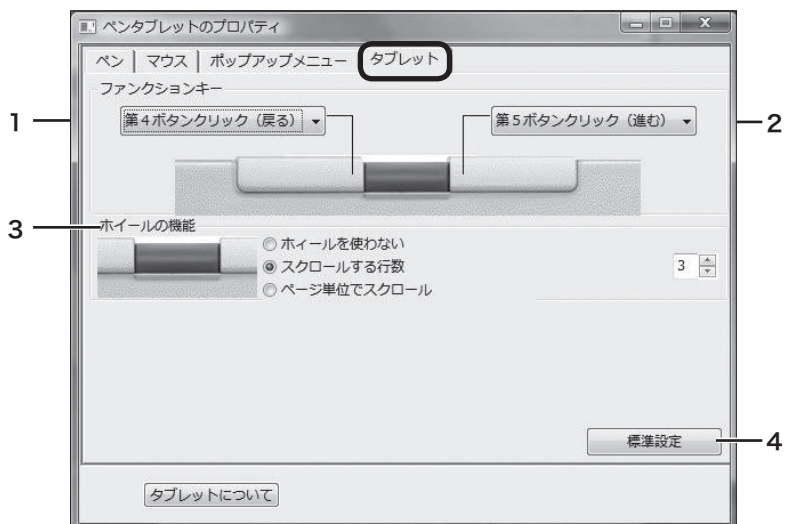 ペンタブレットのプロパティ
ペン マウス ポップアップメニュー タブレット
ファンクションキー
1 第4ボタンクリック（戻る） 第5ボタンクリック（進む） 2
3 ホイールの機能
ホィールを使わない
スクロールする行数 3
ページ単位でスクロール
標準設定 4
タブレットについて